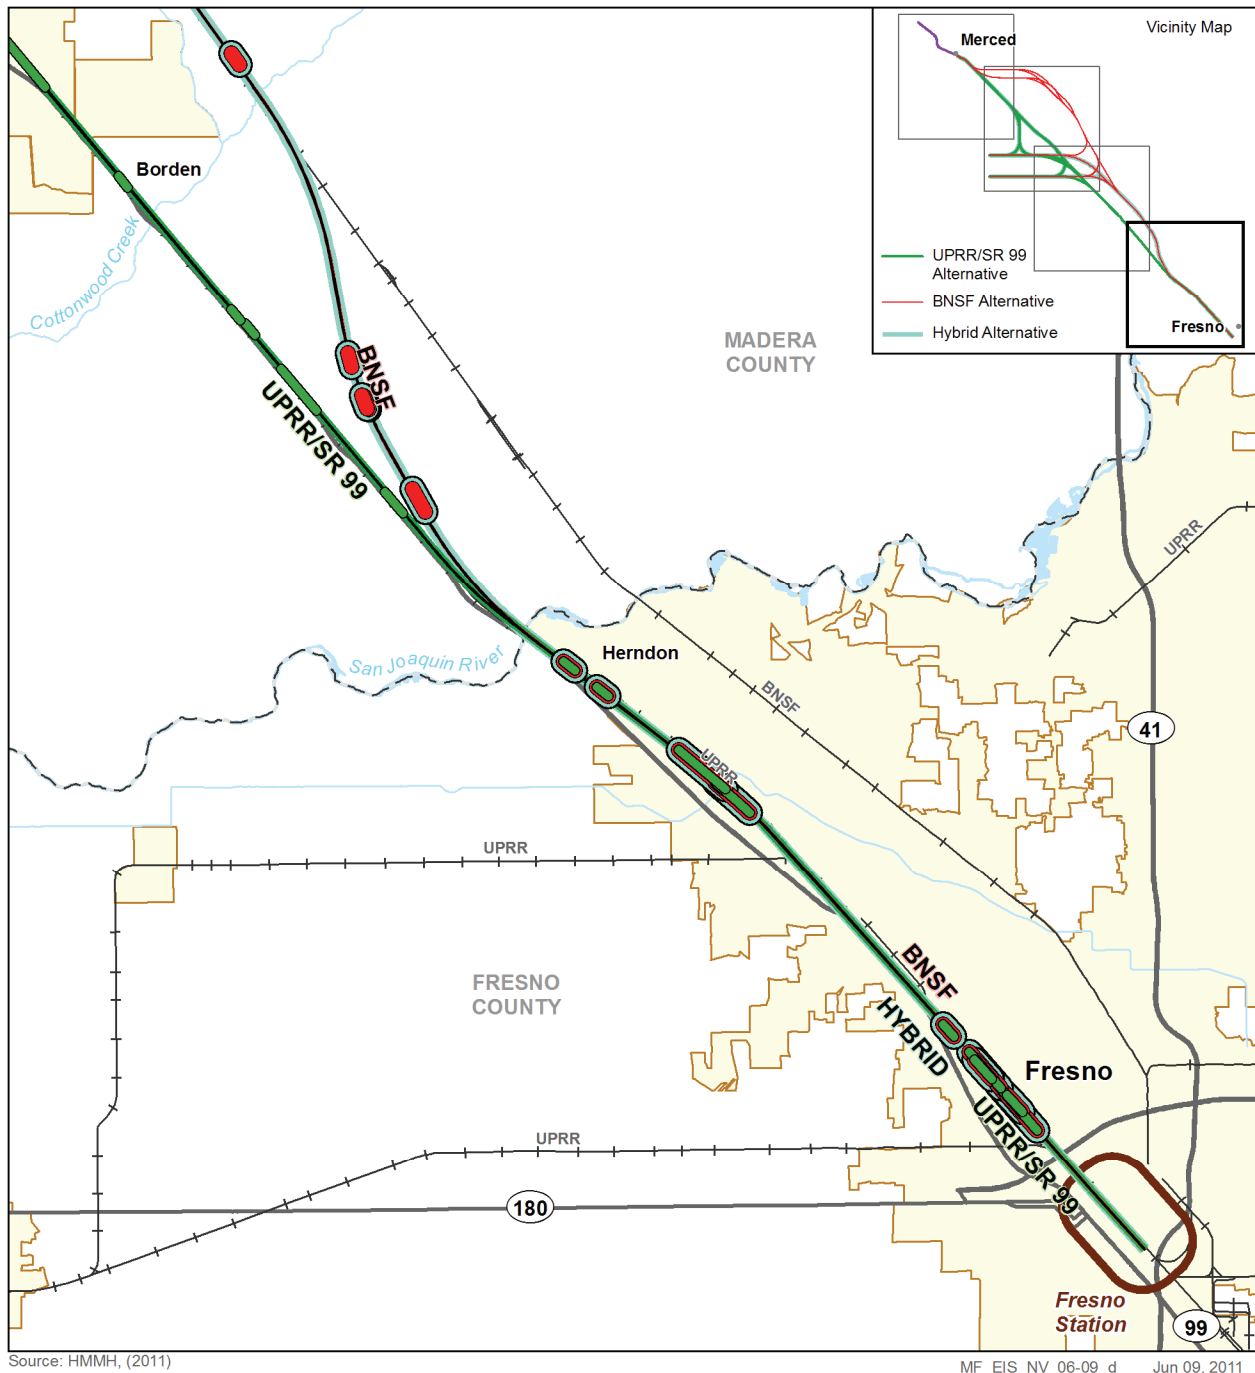 Vicinity Map
Merced
UPRR/SR 99
Alternative
BNSF Alternative
Hybrid Alternative
Fresno
Borden
Cottonwood Creek
MADERA
COUNTY
BNSF
UPRR/SR 99
UPRR
San Joaquin River
Herndon
BNSF
41
UPRR
UPRR
FRESNO
COUNTY
BNSF
HYBRID
Fresno
UPRR/SR 99
UPRR
180
Fresno
Station
99
Source: HMMH, (2011)
MF EIS NV 06-09 d Jun 09. 2011